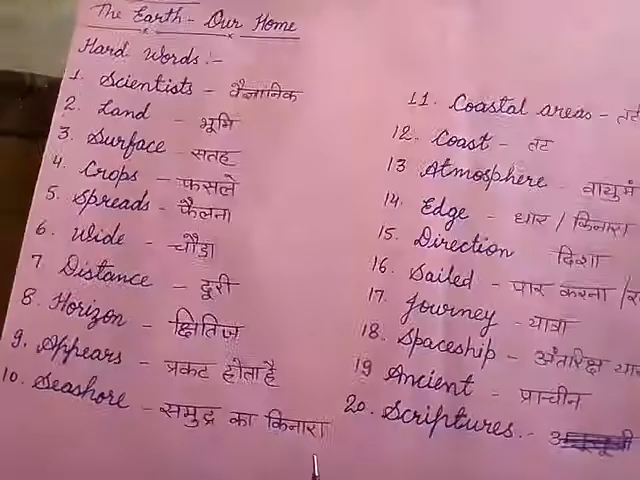 The Earth - Our Home
Hard Words :-
1. Scientists - वैज्ञानिक
2. Land - भूमि
3. Surface - सतह
4. Crops - फसले
5. Spreads - फैलना
6. Wide - चौड़ा
7. Distance - दूरी
8. Horizon - क्षितिज
9. Appears - प्रकट होता है
10. Seashore - समुद्र का किनारा
11. Coastal areas -
12. Coast - तट
13 Atmosphere -
14. Edge - धार / किनारा
15. Direction दिशा
16. Sailed - पार करना /
17. Journey - यात्रा
18. Spaceship - अंतरिक्ष
19 Ancient - प्राचीन
20. Scriptures. -